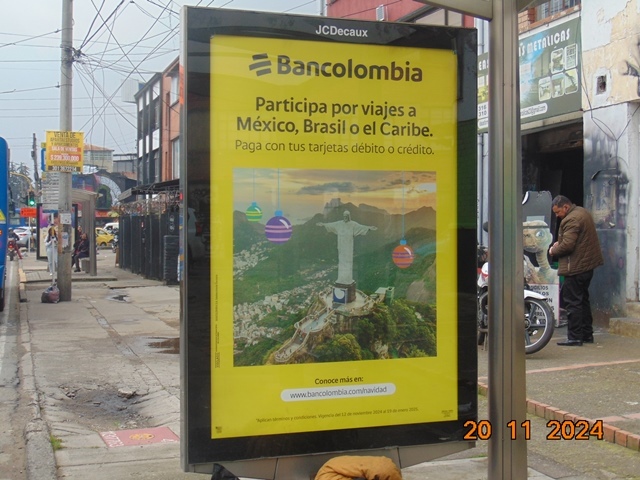 JCDecaux
Bancolombia
Participa por viajes a
México, Brasil o el Caribe.
Paga con tus tarjetas débito o crédito.
Conoce más en:
www.bancolombia.com/navidad
METALICAS
20 11 2024